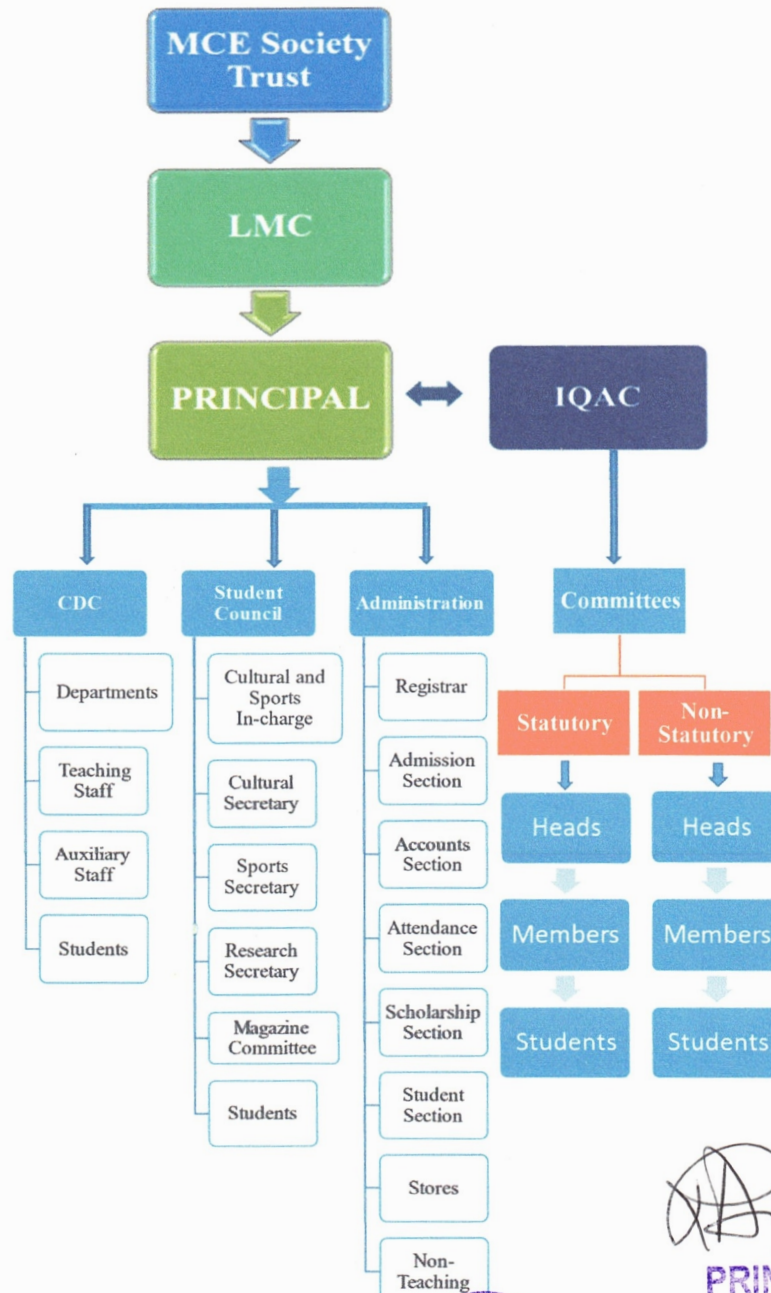 MCE Society
Trust
LMC
PRINCIPAL
IQAC
CDC
Departments
Teaching
Staff
Auxiliary
Staff
Students
Student
Council
Cultural and
Sports
In-charge
Cultural
Secretary
Sports
Secretary
Research
Secretary
Magazine
Committee
Students
Administration
Registrar
Admission
Section
Accounts
Section
Attendance
Section
Scholarship
Section
Student
Section
Stores
Non-
Teaching
Committees
Statutory
Heads
Members
Students
Non-
Statutory
Heads
Members
Students
PRIN